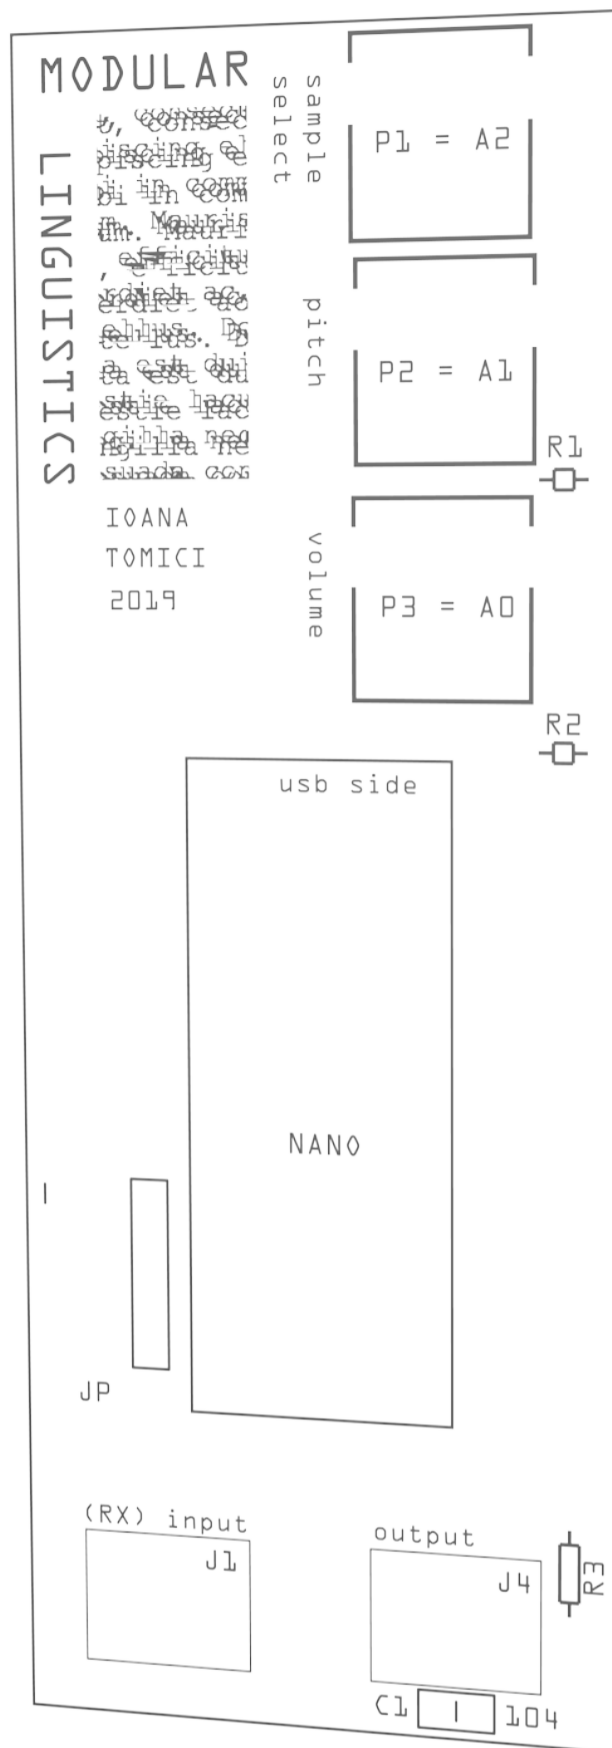 MODULAR
LINGUISTICS
IOANA
TOMICI
2019
sample
select
P1 = A2
pitch
P2 = A1
R1
volume
P3 = A0
R2
usb side
NANO
JP
(RX) input
J1
output
J4
R3
C1
104